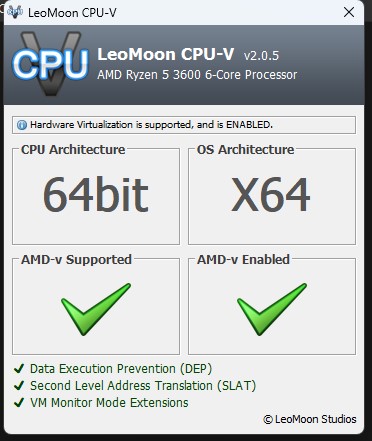 LeoMoon CPU-V
CPU
LeoMoon CPU-V v2.0.5
AMD Ryzen 5 3600 6-Core Processor
Hardware Virtualization is supported, and is ENABLED.
CPU Architecture
64bit
OS Architecture
X64
AMD-v Supported
AMD-v Enabled
Data Execution Prevention (DEP)
Second Level Address Translation (SLAT)
VM Monitor Mode Extensions
© LeoMoon Studios